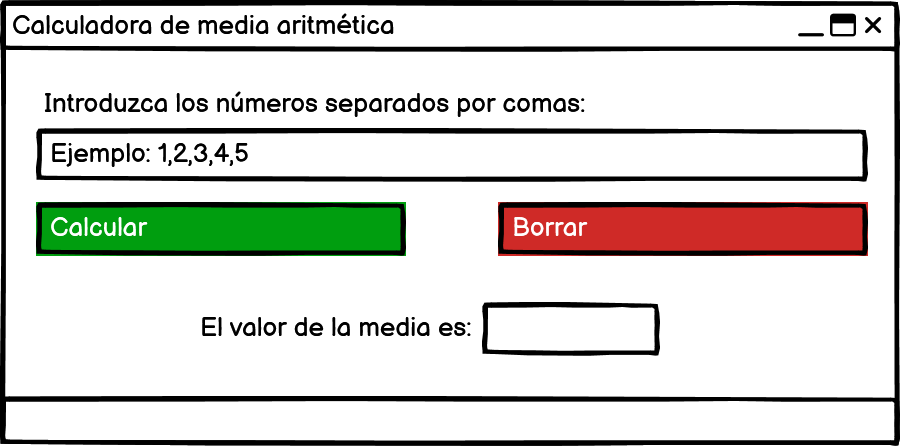 Calculadora de media aritmética
Introduzca los números separados por comas:
Ejemplo: 1,2,3,4,5
Calcular
Borrar
El valor de la media es: